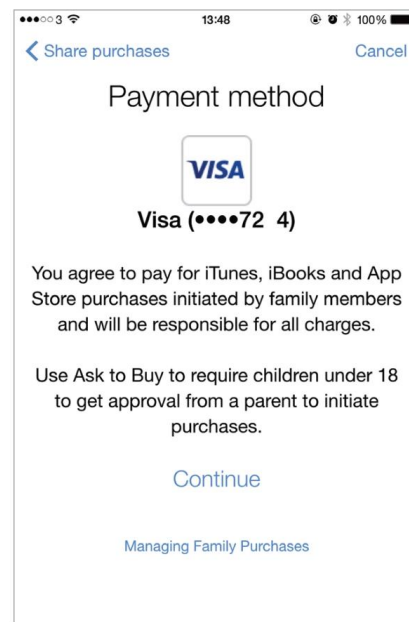 3 13:48 100%
Share purchases Cancel
Payment method
VISA
Visa (••••72 4)
You agree to pay for iTunes, iBooks and App
Store purchases initiated by family members
and will be responsible for all charges.
Use Ask to Buy to require children under 18
to get approval from a parent to initiate
purchases.
Continue
Managing Family Purchases